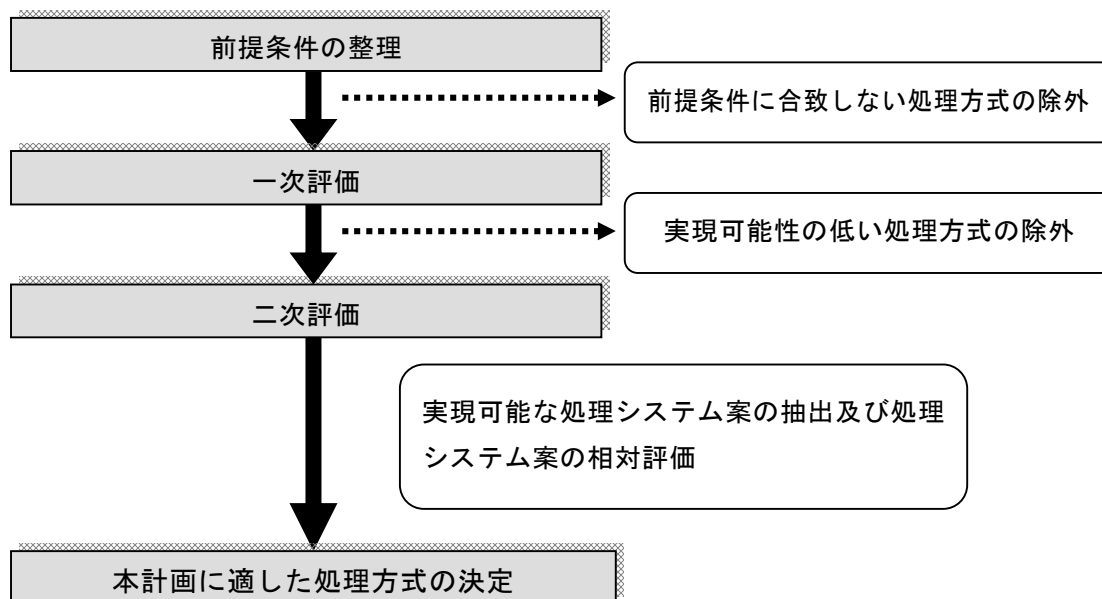 前提条件の整理
前提条件に合致しない処理方式の除外
一次評価
実現可能性の低い処理方式の除外
二次評価
実現可能な処理システム案の抽出及び処理
システム案の相対評価
本計画に適した処理方式の決定